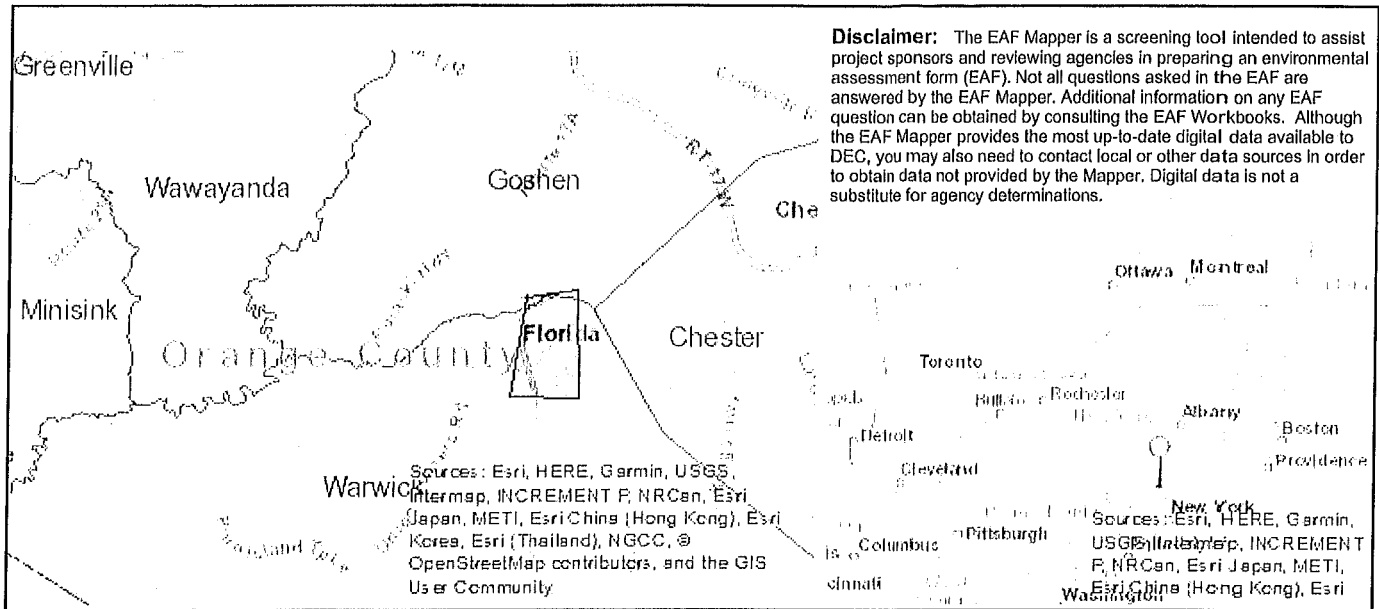 Disclaimer: The EAF Mapper is a screening tool intended to assist
project sponsors and reviewing agencies in preparing an environmental
assessment form (EAF). Not all questions asked in the EAF are
answered by the EAF Mapper. Additional information on any EAF
question can be obtained by consulting the EAF Workbooks. Although
the EAF Mapper provides the most up-to-date digital data available to
DEC, you may also need to contact local or other data sources in order
to obtain data not provided by the Mapper. Digital data is not a
substitute for agency determinations.
Greenville
Wawayanda
Goshen
RT 17W
Che
Minisink
Florida
Chester
Orange County
Warwick
Sources: Esri, HERE, Garmin, USGS,
Intermap, INCREMENT P, NRCan, Esri
Japan, METI, Esri China (Hong Kong), Esri
Korea, Esri (Thailand), NGCC, ©
OpenStreetMap contributors, and the GIS
User Community
Ottawa
Montreal
Toronto
Buffalo
Rochester
Albany
Boston
Detroit
Providence
Cleveland
New York
Pittsburgh
Columbus
cinnati
Washington
Sources: Esri, HERE, Garmin,
USGS, Intermap, INCREMENT
P, NRCan, Esri Japan, METI,
Esri China (Hong Kong), Esri